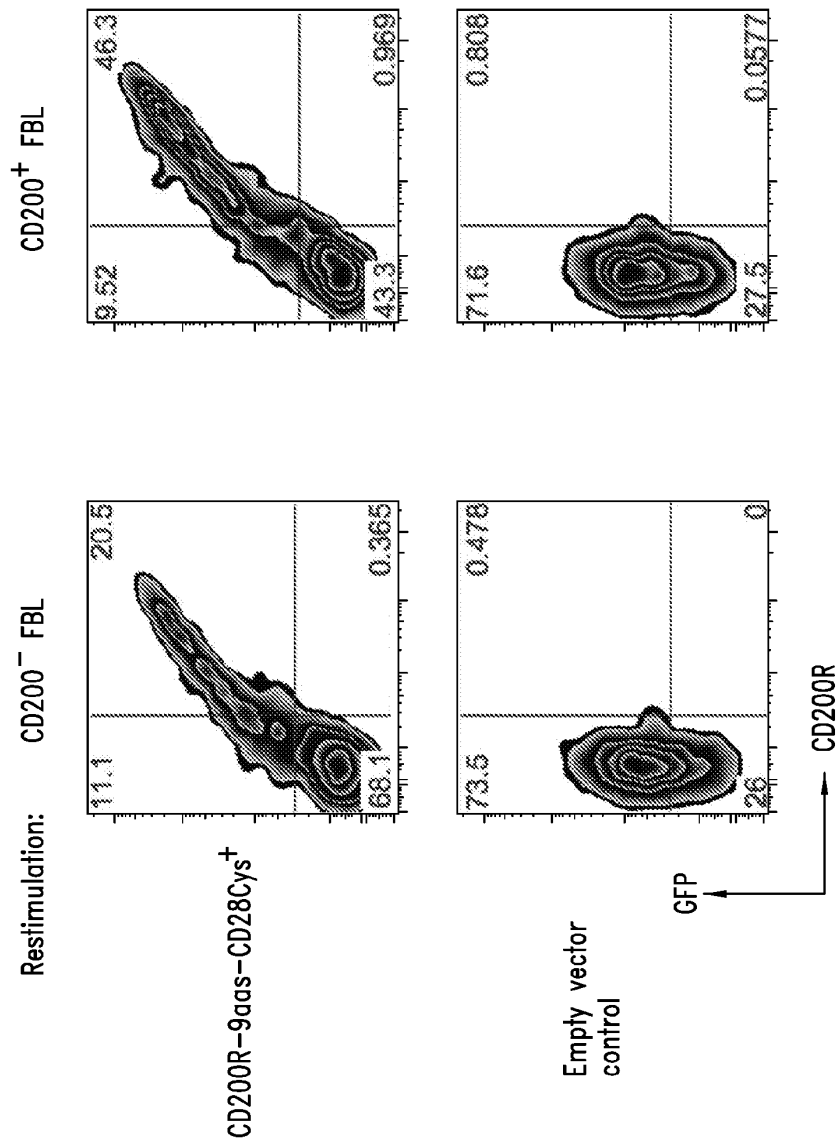 Restimulation: CD200⁻ FBL CD200⁺ FBL
CD200R-9aas-CD28Cys⁺
11.1 20.5
68.1 0.365
9.52 46.3
43.3 0.969
Empty vector
control
73.5 0.478
26 0
71.6 0.808
27.5 0.0577
GFP
CD200R